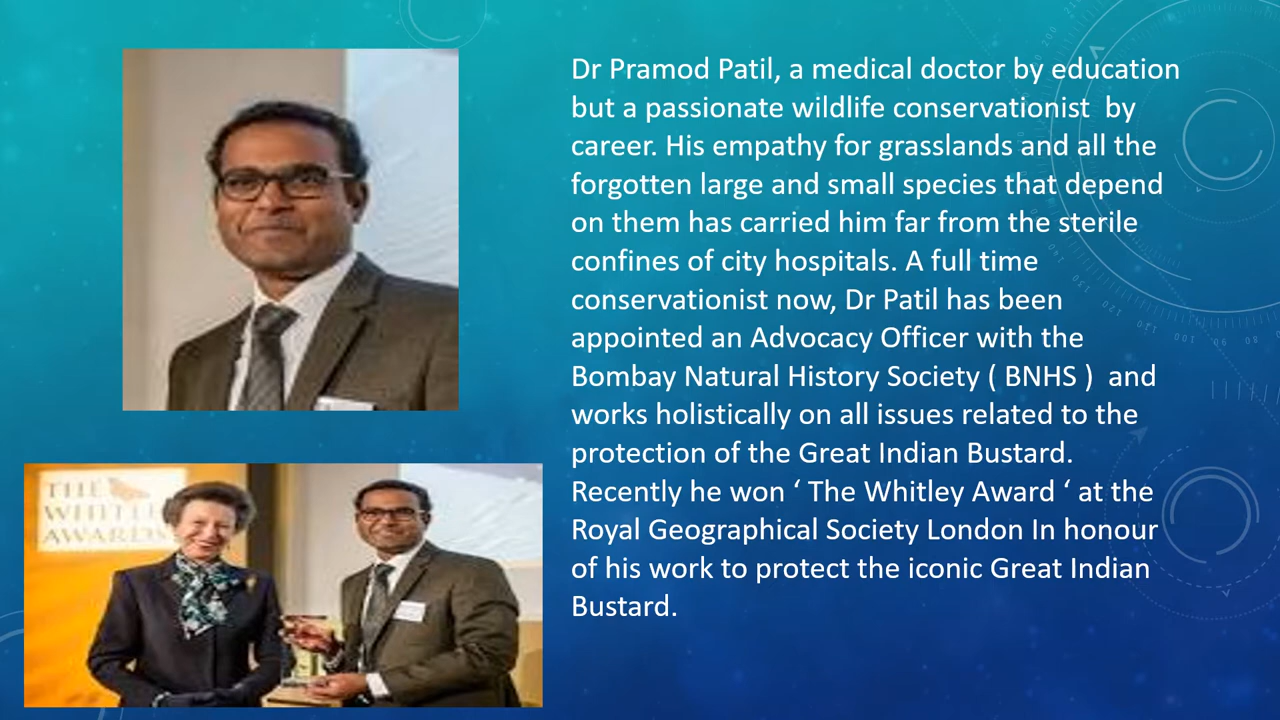 Dr Pramod Patil, a medical doctor by education
but a passionate wildlife conservationist  by
career. His empathy for grasslands and all the
forgotten large and small species that depend
on them has carried him far from the sterile
confines of city hospitals. A full time
conservationist now, Dr Patil has been
appointed an Advocacy Officer with the
Bombay Natural History Society ( BNHS )  and
works holistically on all issues related to the
protection of the Great Indian Bustard.
Recently he won ‘ The Whitley Award ‘ at the
Royal Geographical Society London In honour
of his work to protect the iconic Great Indian
Bustard.
THE
WHITLE
AWARDS